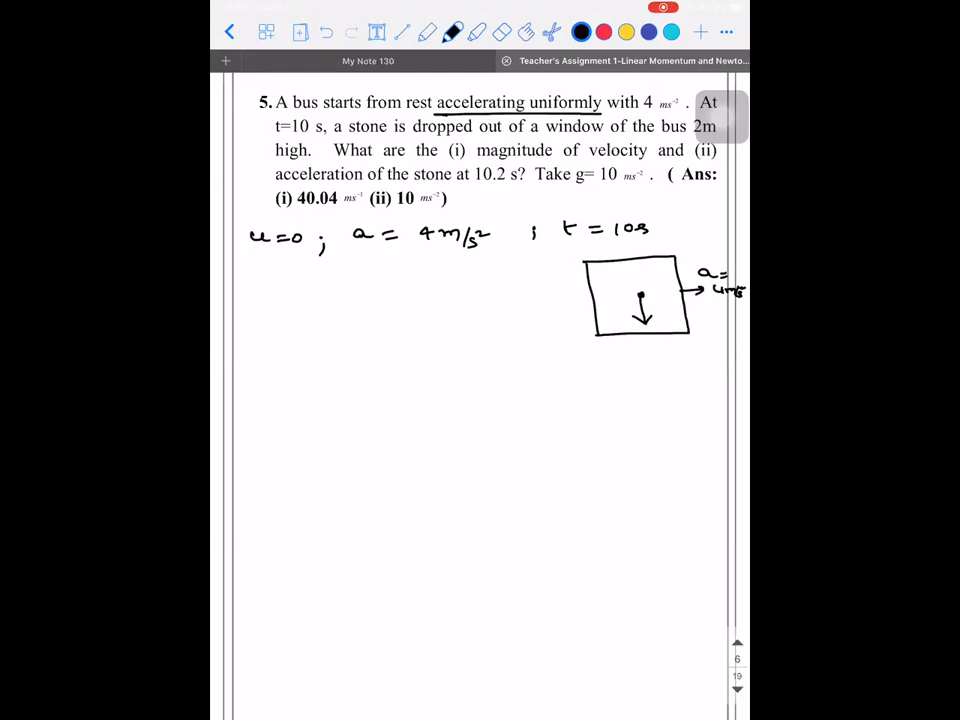 My Note 130
Teacher's Assignment 1-Linear Momentum and Newto...
5. A bus starts from rest accelerating uniformly with 4 ms⁻². At
t=10 s, a stone is dropped out of a window of the bus 2m
high. What are the (i) magnitude of velocity and (ii)
acceleration of the stone at 10.2 s? Take g= 10 ms⁻². ( Ans:
(i) 40.04 ms⁻¹ (ii) 10 ms⁻²)
u=0 ; a = 4m/s² ; t = 10s
a=
6
19